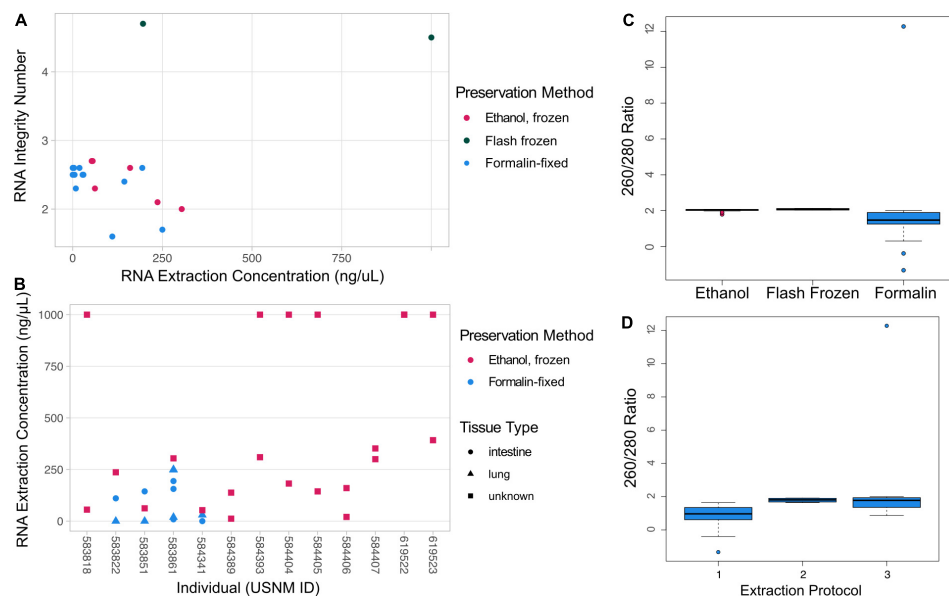 A
RNA Integrity Number
4
3
2
0
250
500
750
RNA Extraction Concentration (ng/uL)
Preservation Method
Ethanol, frozen
Flash frozen
Formalin-fixed
B
RNA Extraction Concentration (ng/µL)
1000
750
500
250
0
583818
583822
583851
583861
584341
584389
584393
584404
584405
584406
584407
619522
619523
Individual (USNM ID)
Preservation Method
Ethanol, frozen
Formalin-fixed
Tissue Type
intestine
lung
unknown
C
260/280 Ratio
12
10
8
6
4
2
0
Ethanol
Flash Frozen
Formalin
D
260/280 Ratio
12
10
8
6
4
2
0
1
2
3
Extraction Protocol